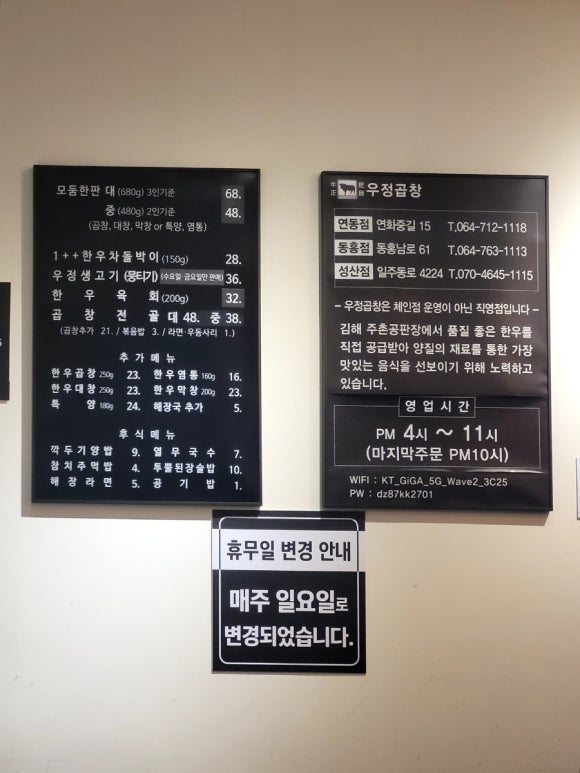 모둠한판 대 (680g) 3인기준 68.
중 (480g) 2인기준 48.
(곱창, 대창, 막창 or 특양, 염통)
1++한우차돌박이 (150g) 28.
우정생고기 (뭉티기) (수요일·금요일만 판매) 36.
한우육회 (200g) 32.
곱창전골 대 48. 중 38.
(곱창추가 21. / 볶음밥 3. / 라면·우동사리 1.)
추가메뉴
한우곱창 250g 23. 한우염통 160g 16.
한우대창 250g 23. 한우막창 200g 23.
특양 180g 24. 해장국 추가 5.
후식메뉴
깍두기양밥 9. 열무국수 7.
참치주먹밥 4. 투뿔된장술밥 10.
해장라면 5. 공기밥 1.
우정곱창
연동점 연화중길 15 T.064-712-1118
동홍점 동홍남로 61 T.064-763-1113
성산점 일주동로 4224 T.070-4645-1115
- 우정곱창은 체인점 운영이 아닌 직영점입니다 -
김해 주촌공판장에서 품질 좋은 한우를
직접 공급받아 양질의 재료를 통한 가장
맛있는 음식을 선보이기 위해 노력하고
있습니다.
영업시간
PM 4시 ~ 11시
(마지막주문 PM10시)
WIFI : KT_GiGA_5G_Wave2_3C25
PW : dz87kk2701
휴무일 변경 안내
매주 일요일로
변경되었습니다.